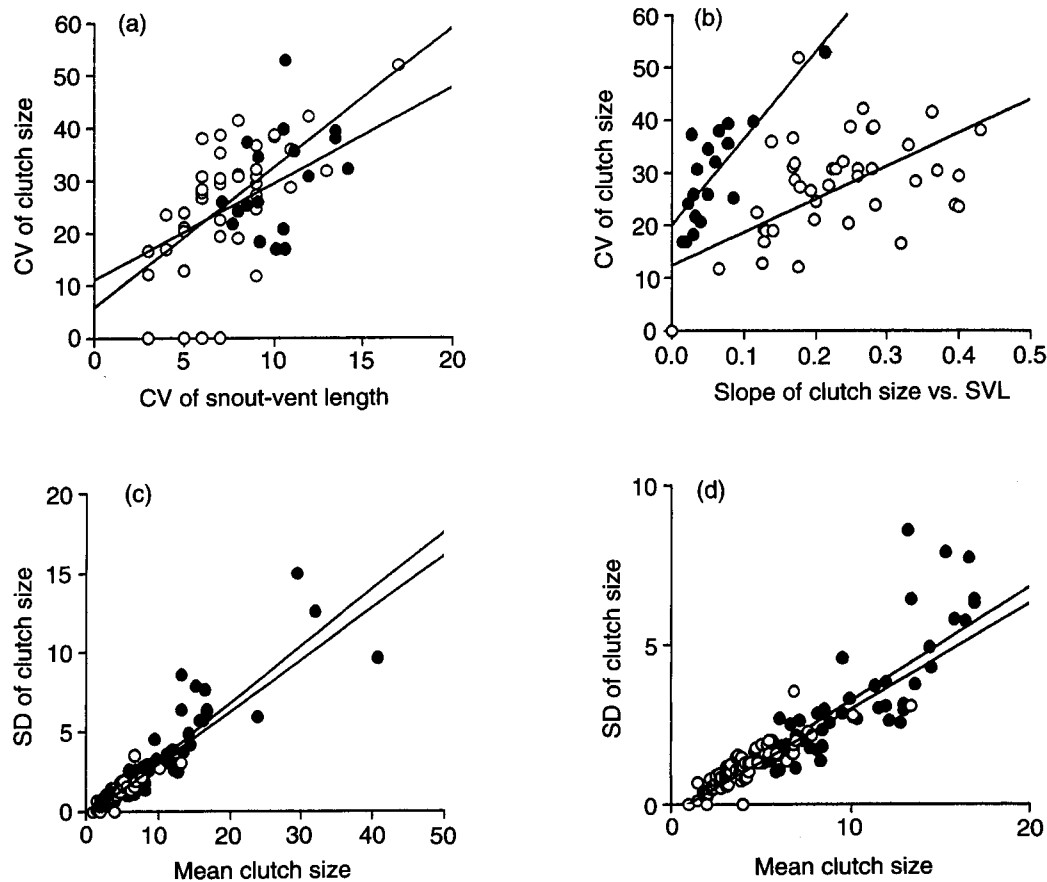 (a)
60
50
40
30
20
10
0
CV of clutch size
0 5 10 15 20
CV of snout-vent length
(b)
60
50
40
30
20
10
0
CV of clutch size
0.0 0.1 0.2 0.3 0.4 0.5
Slope of clutch size vs. SVL
(c)
20
15
10
5
0
SD of clutch size
0 10 20 30 40 50
Mean clutch size
(d)
10
5
0
SD of clutch size
0 10 20
Mean clutch size